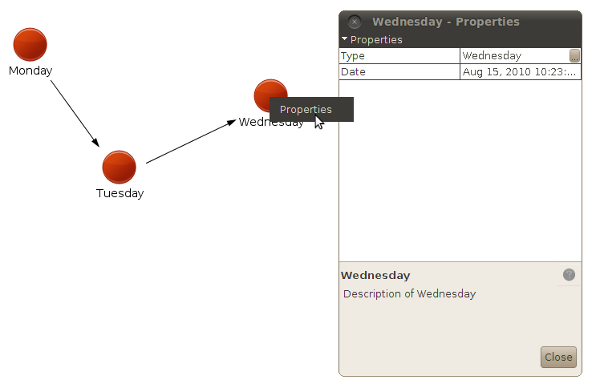 Monday
Tuesday
Wednesday
Properties
Wednesday - Properties
Properties
Type Wednesday ...
Date Aug 15, 2010 10:23:...
Wednesday
?
Description of Wednesday
Close